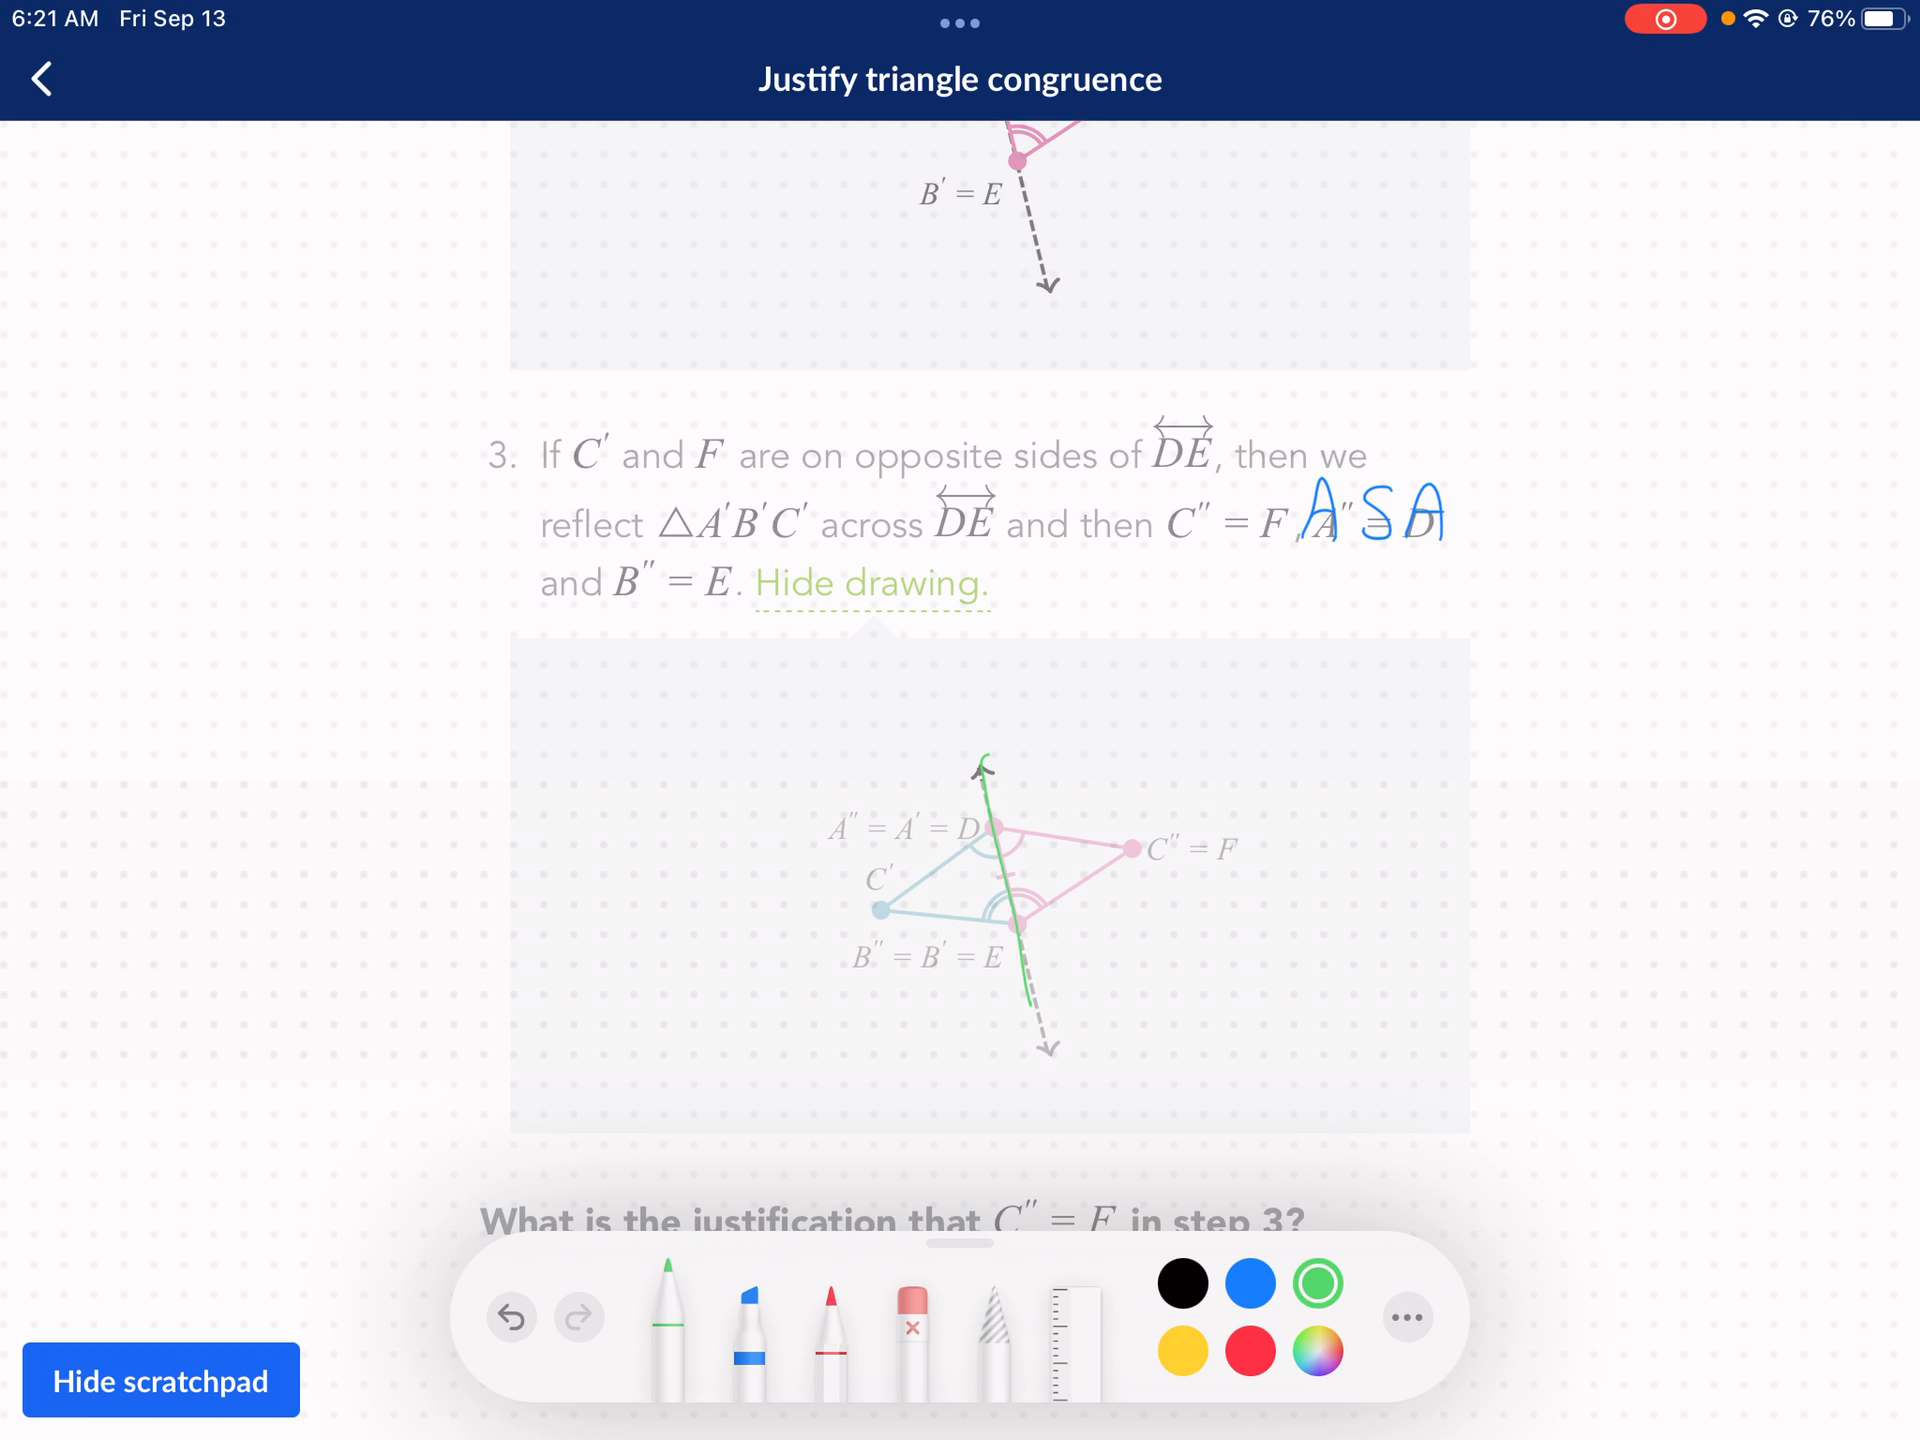 6:21 AM Fri Sep 13
76%
Justify triangle congruence
B′ = E
3. If C′ and F are on opposite sides of DE, then we
reflect △A′B′C′ across DE and then C″ = F, A″ = D
ASA
and B″ = E. Hide drawing.
A″ = A′ = D
C″ = F
C′
B″ = B′ = E
What is the justification that C″ = F in step 3?
Hide scratchpad